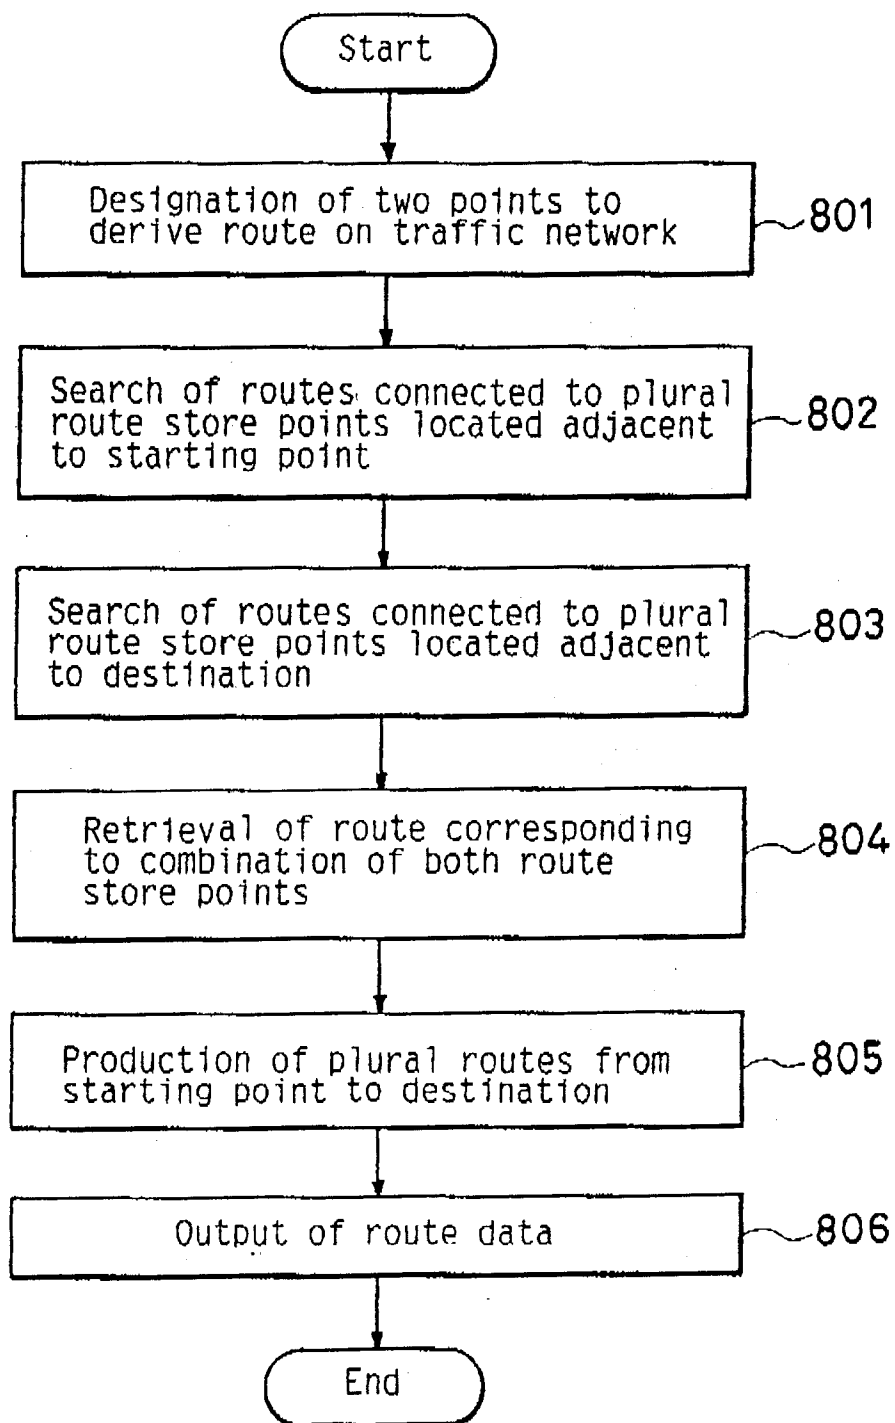 Start
Designation of two points to
derive route on traffic network
801
Search of routes connected to plural
route store points located adjacent
to starting point
802
Search of routes connected to plural
route store points located adjacent
to destination
803
Retrieval of route corresponding
to combination of both route
store points
804
Production of plural routes from
starting point to destination
805
Output of route data
806
End